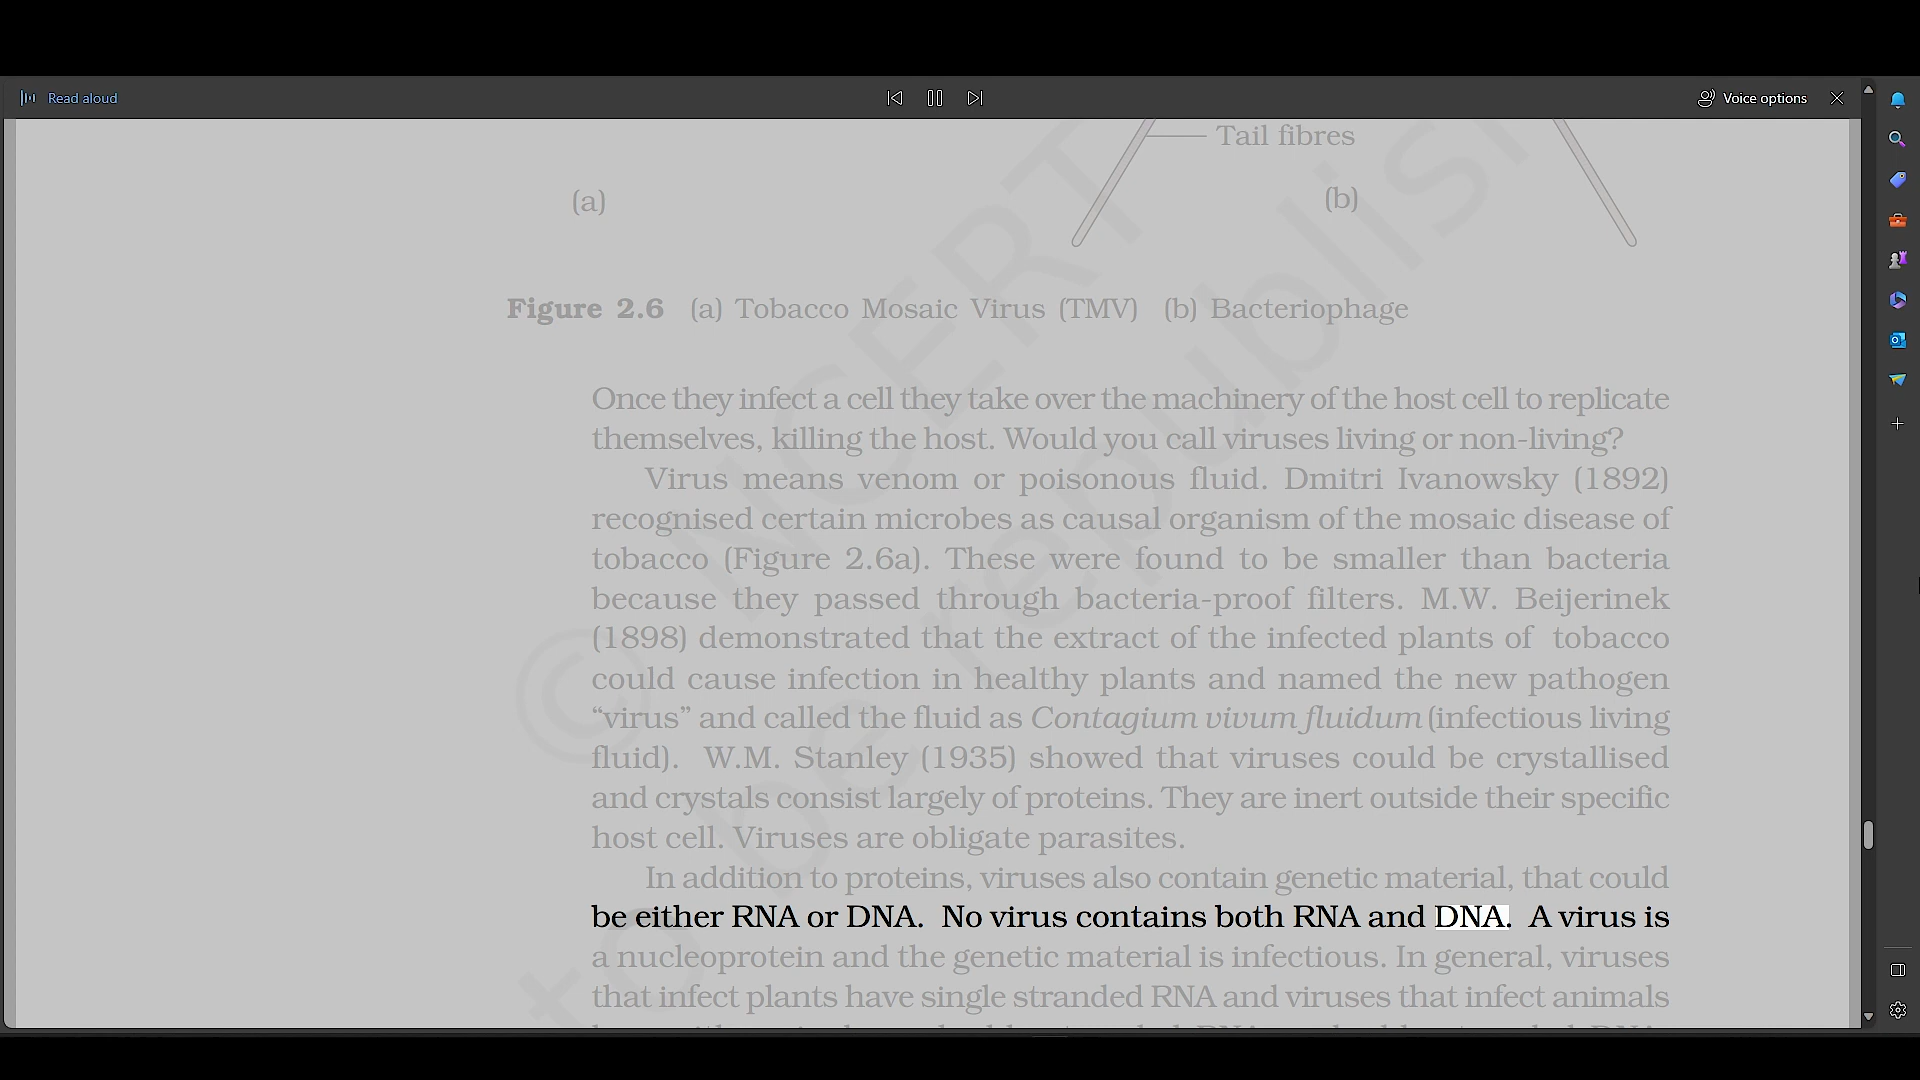 Read aloud
Voice options
Tail fibres
(a)
(b)
Figure 2.6 (a) Tobacco Mosaic Virus (TMV) (b) Bacteriophage
Once they infect a cell they take over the machinery of the host cell to replicate
themselves, killing the host. Would you call viruses living or non-living?
Virus means venom or poisonous fluid. Dmitri Ivanowsky (1892)
recognised certain microbes as causal organism of the mosaic disease of
tobacco (Figure 2.6a). These were found to be smaller than bacteria
because they passed through bacteria-proof filters. M.W. Beijerinek
(1898) demonstrated that the extract of the infected plants of tobacco
could cause infection in healthy plants and named the new pathogen
“virus” and called the fluid as Contagium vivum fluidum (infectious living
fluid). W.M. Stanley (1935) showed that viruses could be crystallised
and crystals consist largely of proteins. They are inert outside their specific
host cell. Viruses are obligate parasites.
In addition to proteins, viruses also contain genetic material, that could
be either RNA or DNA. No virus contains both RNA and DNA. A virus is
a nucleoprotein and the genetic material is infectious. In general, viruses
that infect plants have single stranded RNA and viruses that infect animals
© NCERT
to be republis